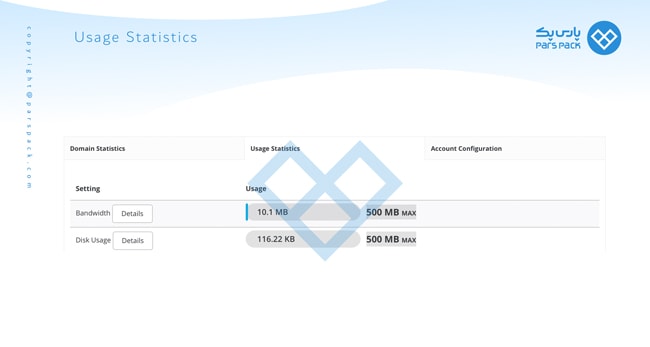 Usage Statistics
پارس پک
PARS PACK
copyright@parspack.com
Domain Statistics
Usage Statistics
Account Configuration
Setting
Usage
Bandwidth Details 10.1 MB 500 MB MAX
Disk Usage Details 116.22 KB 500 MB MAX